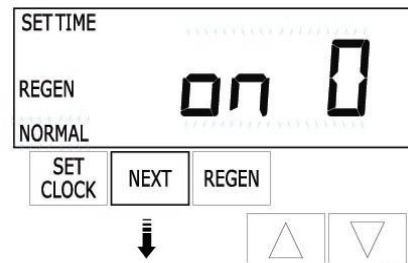 SET TIME
REGEN
on 0
NORMAL
SET CLOCK
NEXT
REGEN